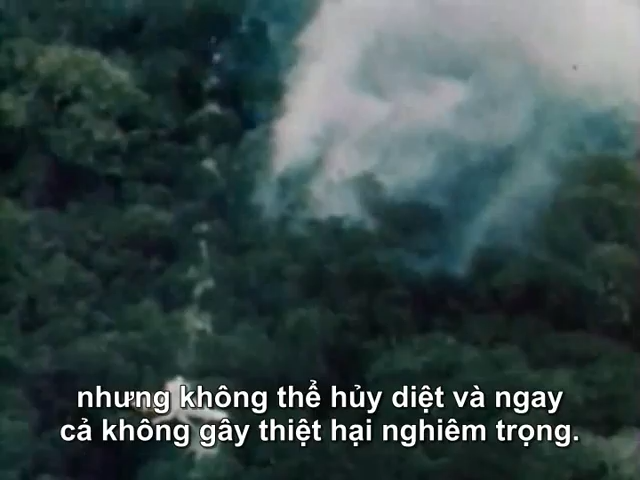 nhưng không thể hủy diệt và ngay
cả không gây thiệt hại nghiêm trọng.